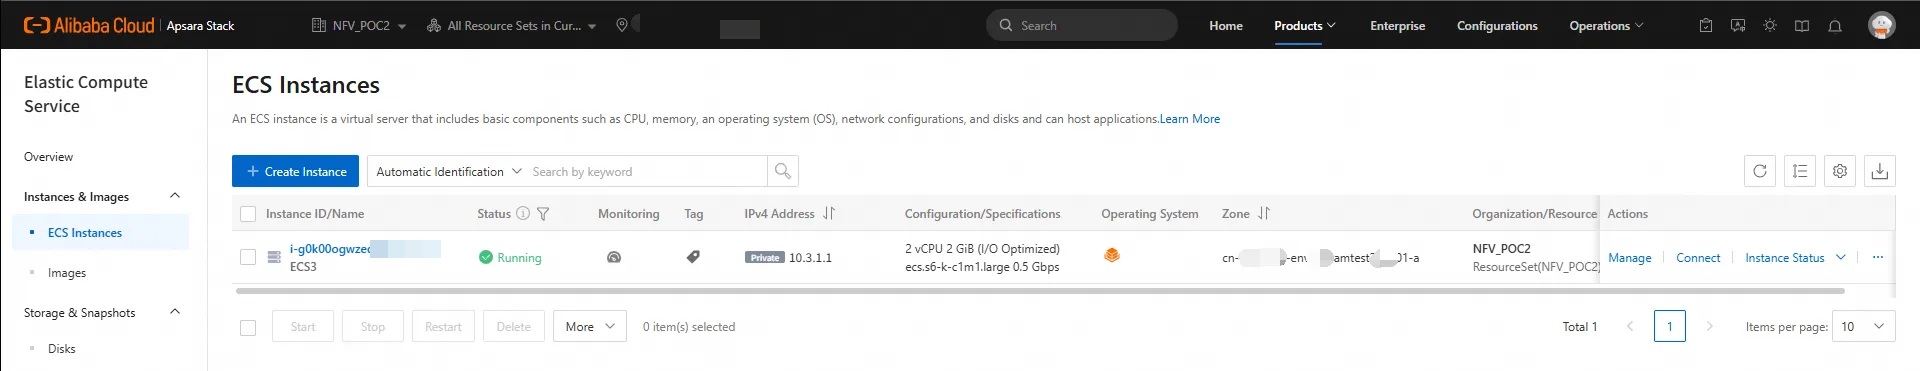 Alibaba Cloud | Apsara Stack
NFV_POC2
All Resource Sets in Cur...
Search
Home
Products
Enterprise
Configurations
Operations
Elastic Compute
Service
Overview
Instances & Images
ECS Instances
Images
Storage & Snapshots
Disks
ECS Instances
An ECS instance is a virtual server that includes basic components such as CPU, memory, an operating system (OS), network configurations, and disks and can host applications.Learn More
+ Create Instance
Automatic Identification
Search by keyword
Instance ID/Name
Status
Monitoring
Tag
IPv4 Address
Configuration/Specifications
Operating System
Zone
Organization/Resource
Actions
i-g0k00ogwzec
ECS3
Running
Private 10.3.1.1
2 vCPU 2 GiB (I/O Optimized)
ecs.s6-k-c1m1.large 0.5 Gbps
cn- -env amtest 01-a
NFV_POC2
ResourceSet(NFV_POC2)
Manage
Connect
Instance Status
...
Start
Stop
Restart
Delete
More
0 item(s) selected
Total 1
1
Items per page: 10